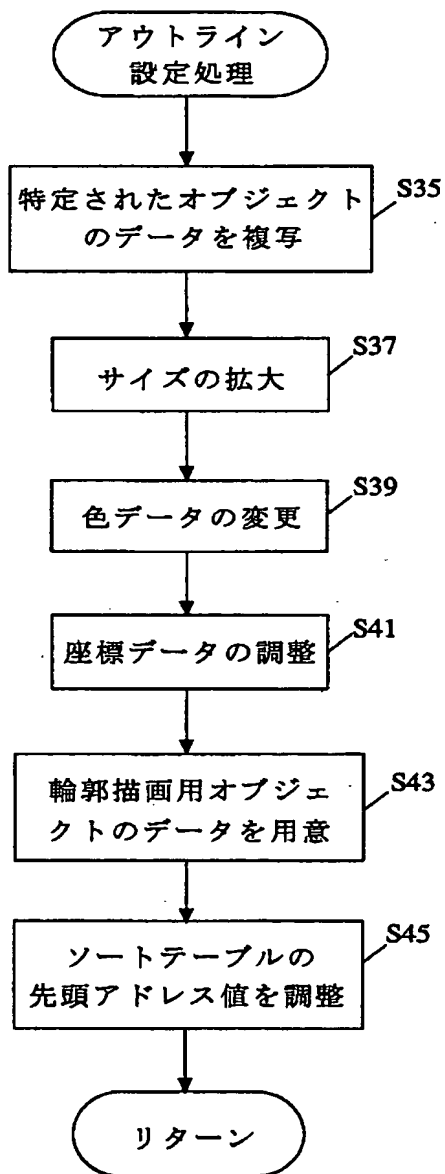 アウトライン
設定処理
特定されたオブジェクト
のデータを複写
S35
サイズの拡大
S37
色データの変更
S39
座標データの調整
S41
輪郭描画用オブジェ
クトのデータを用意
S43
ソートテーブルの
先頭アドレス値を調整
S45
リターン